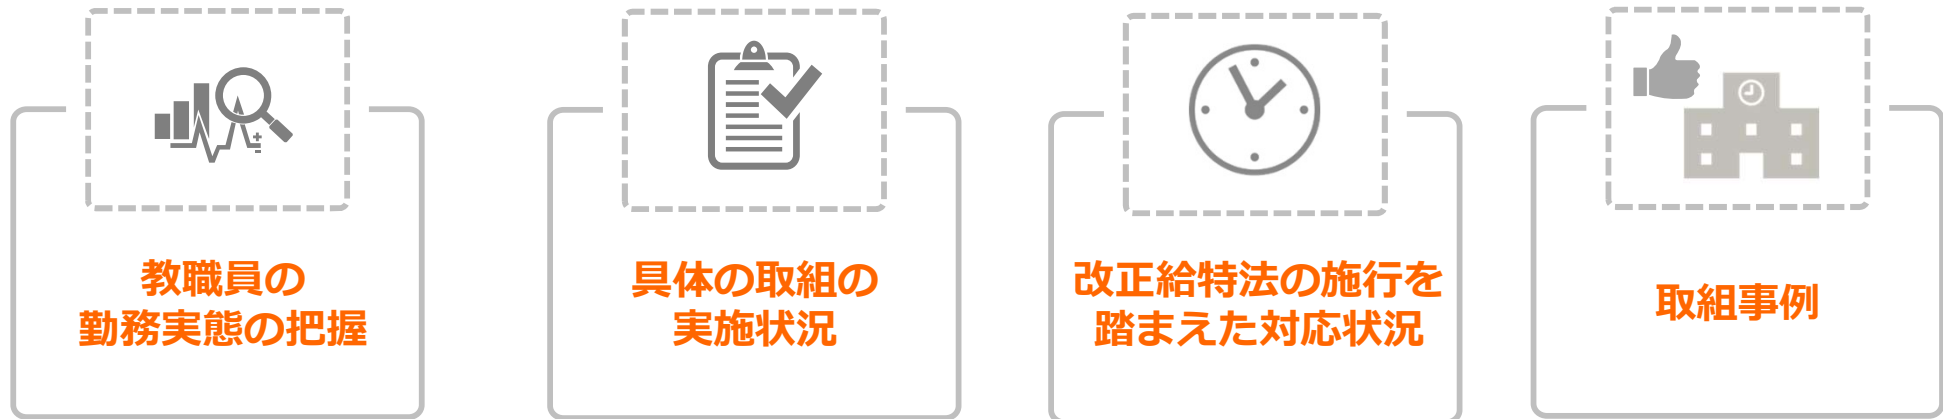 教職員の
勤務実態の把握
具体の取組の
実施状況
改正給特法の施行を
踏まえた対応状況
取組事例